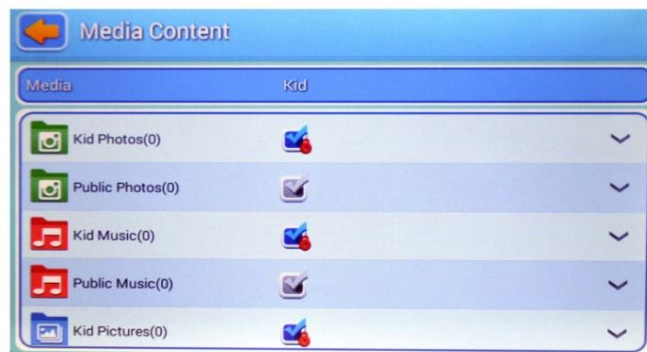 Media Content
Media Kid
Kid Photos(0)
Public Photos(0)
Kid Music(0)
Public Music(0)
Kid Pictures(0)